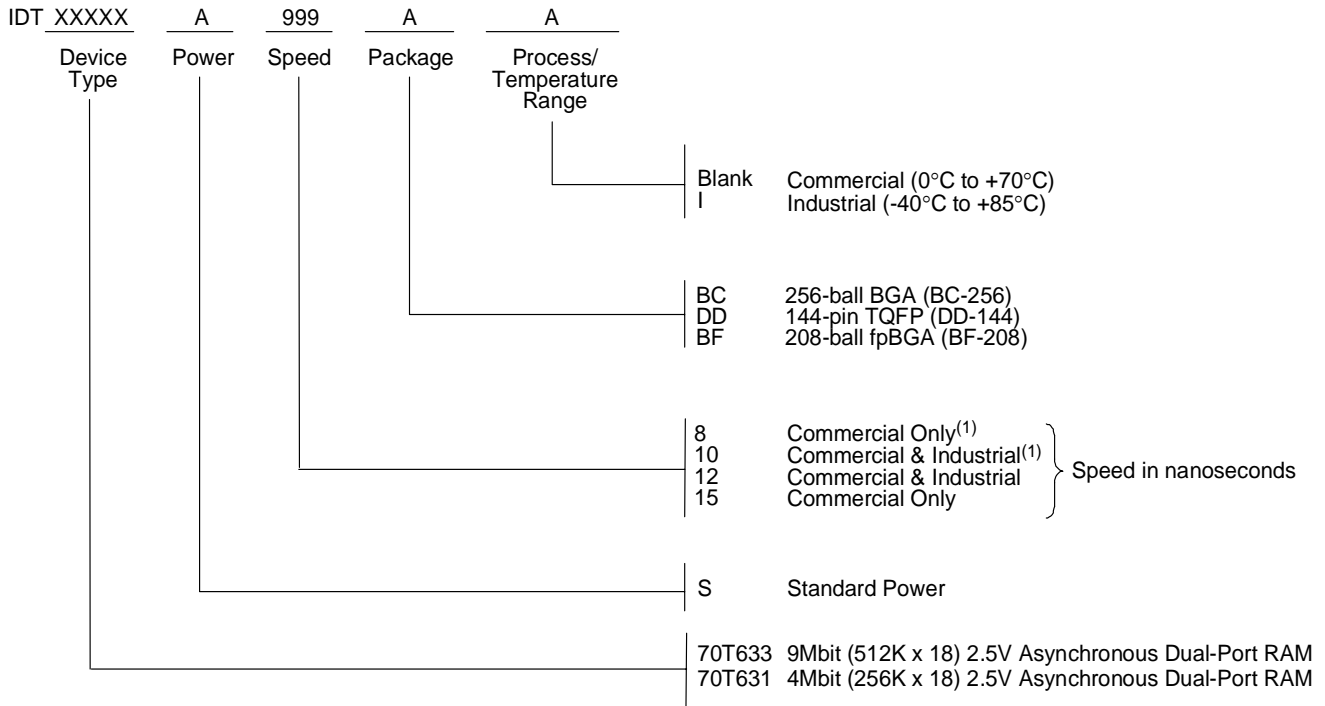 IDT XXXXX A 999 A A
Device Type Power Speed Package Process/ Temperature Range
Blank Commercial (0°C to +70°C)
I Industrial (-40°C to +85°C)
BC 256-ball BGA (BC-256)
DD 144-pin TQFP (DD-144)
BF 208-ball fpBGA (BF-208)
8 Commercial Only(1)
10 Commercial & Industrial(1)
12 Commercial & Industrial
15 Commercial Only
Speed in nanoseconds
S Standard Power
70T633 9Mbit (512K x 18) 2.5V Asynchronous Dual-Port RAM
70T631 4Mbit (256K x 18) 2.5V Asynchronous Dual-Port RAM